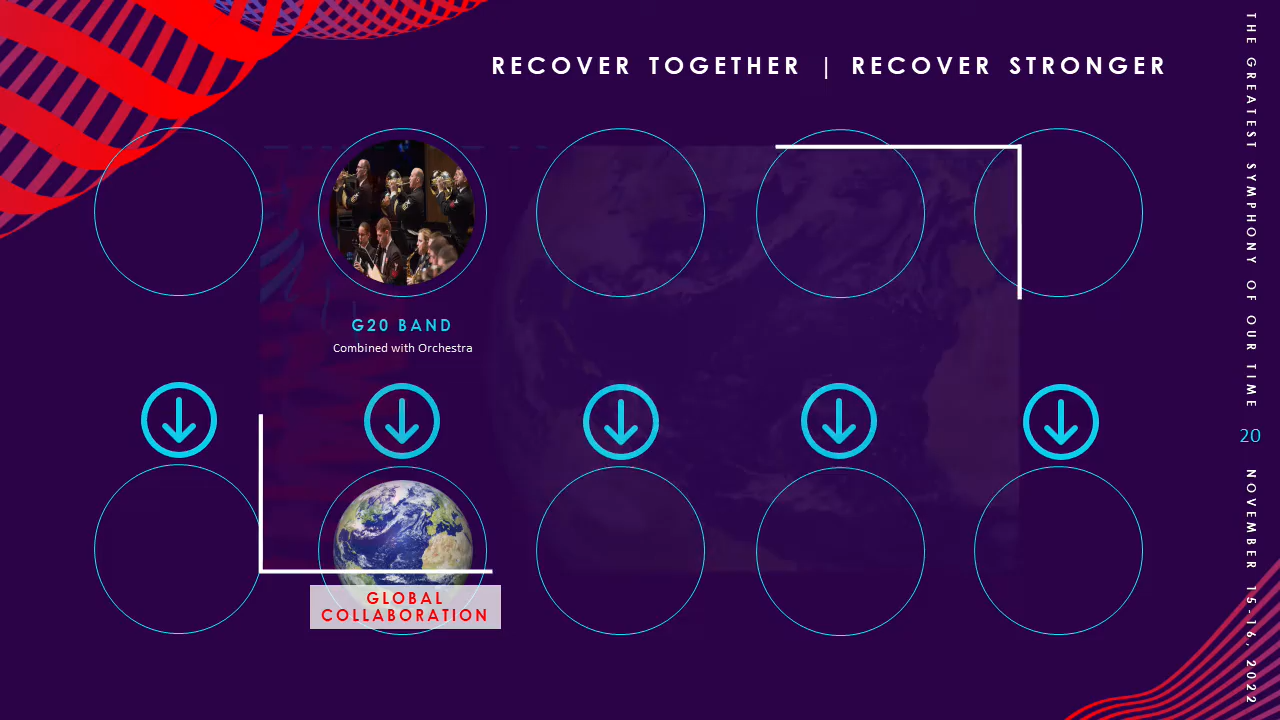 RECOVER TOGETHER | RECOVER STRONGER
G20 BAND
Combined with Orchestra
GLOBAL
COLLABORATION
THE GREATEST SYMPHONY OF OUR TIME
20
NOVEMBER 15-16, 2022